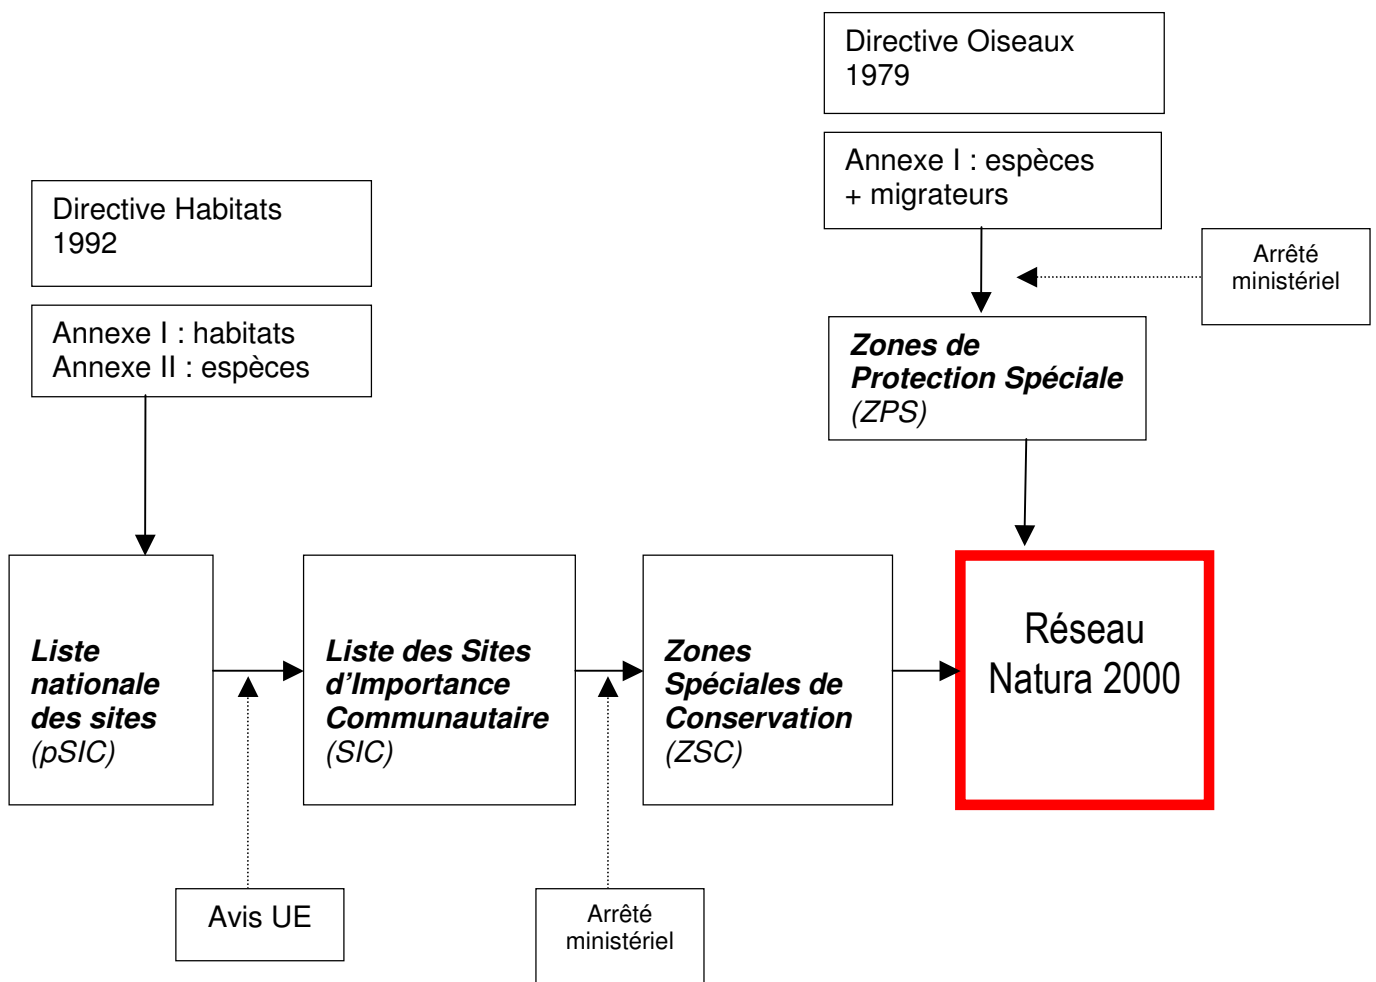 Directive Oiseaux
1979
Annexe I : espèces
+ migrateurs
Directive Habitats
1992
Arrêté
ministériel
Annexe I : habitats
Annexe II : espèces
Zones de
Protection Spéciale
(ZPS)
Liste
nationale
des sites
(pSIC)
Liste des Sites
d’Importance
Communautaire
(SIC)
Zones
Spéciales de
Conservation
(ZSC)
Réseau
Natura 2000
Avis UE
Arrêté
ministériel